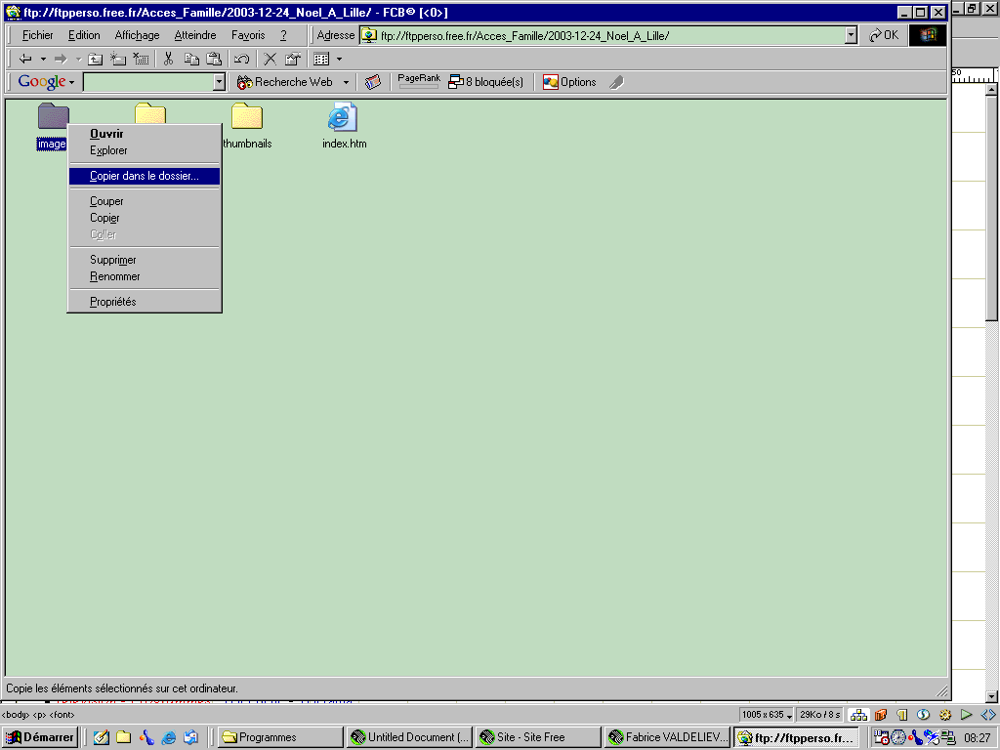 ftp://ftpperso.free.fr/Acces_Famille/2003-12-24_Noel_A_Lille/ - FCB© [<0>]
Fichier Edition Affichage Atteindre Favoris ? Adresse ftp://ftpperso.free.fr/Acces_Famille/2003-12-24_Noel_A_Lille/ OK
Google Recherche Web PageRank 8 bloquée(s) Options
50
image thumbnails index.htm
Ouvrir
Explorer
Copier dans le dossier...
Couper
Copier
Coller
Supprimer
Renommer
Propriétés
Copie les éléments sélectionnés sur cet ordinateur.
<body> <p> <font> 1005 x 635 29Ko / 8 s
Démarrer Programmes Untitled Document (... Site - Site Free Fabrice VALDELIEV... ftp://ftpperso.fr... 08:27